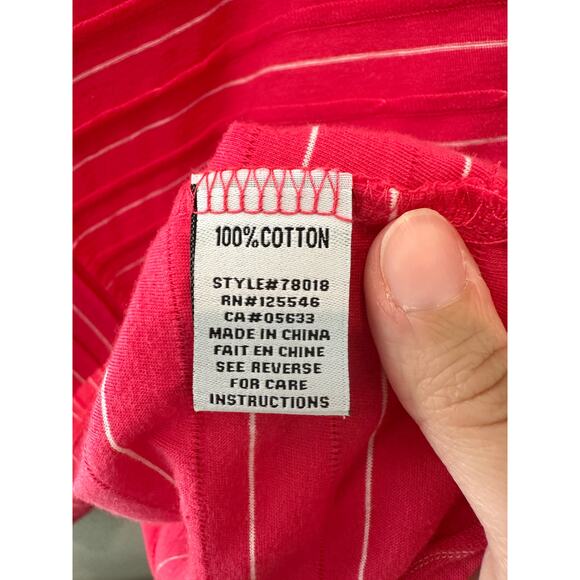 100%COTTON
STYLE#78018
RN#125546
CA#05633
MADE IN CHINA
FAIT EN CHINE
SEE REVERSE
FOR CARE
INSTRUCTIONS